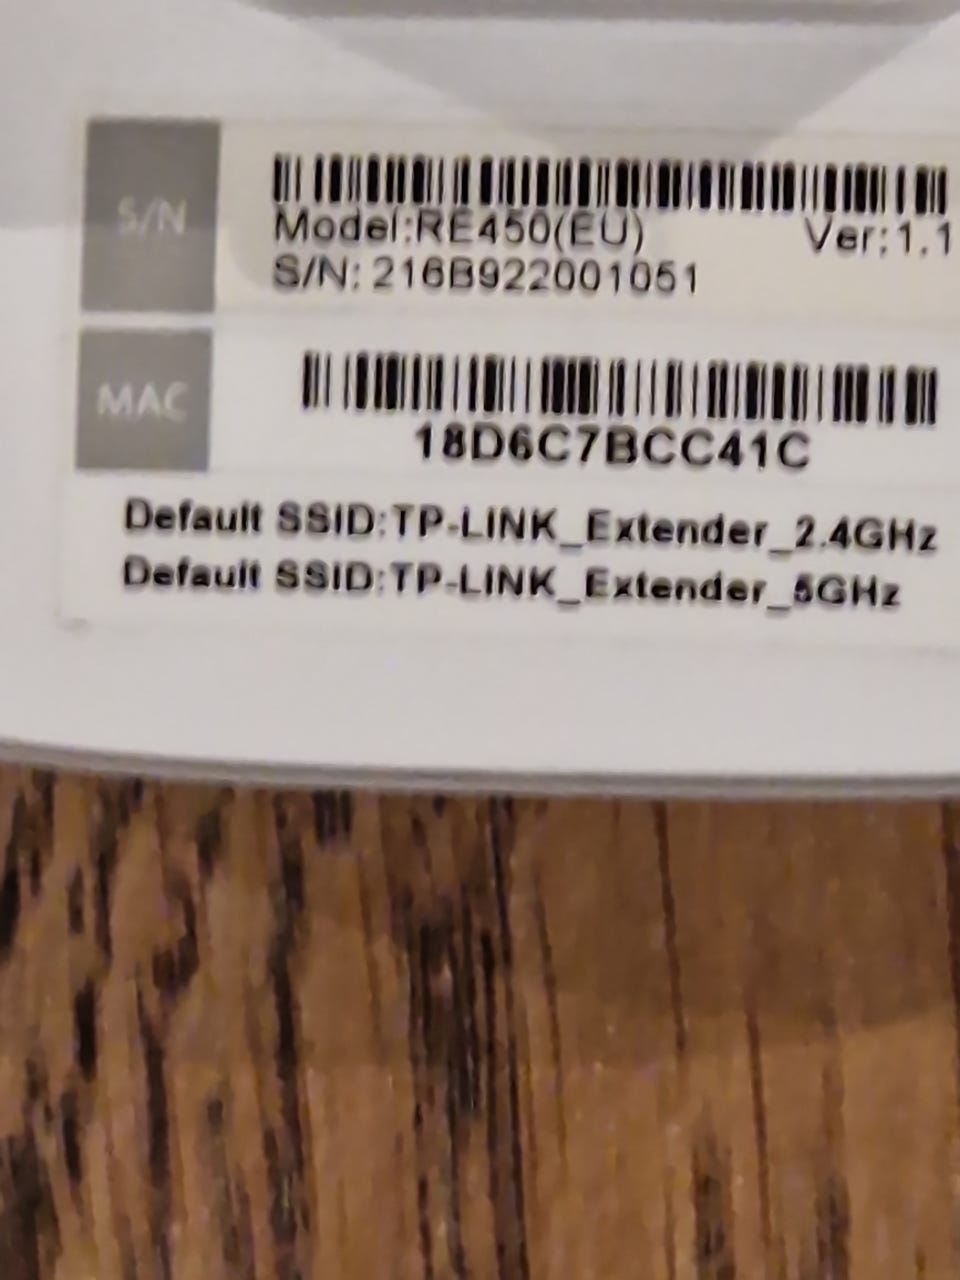 S/N
Model:RE450(EU) Ver:1.1
S/N: 216B922001051
MAC
18D6C7BCC41C
Default SSID:TP-LINK_Extender_2.4GHz
Default SSID:TP-LINK_Extender_5GHz